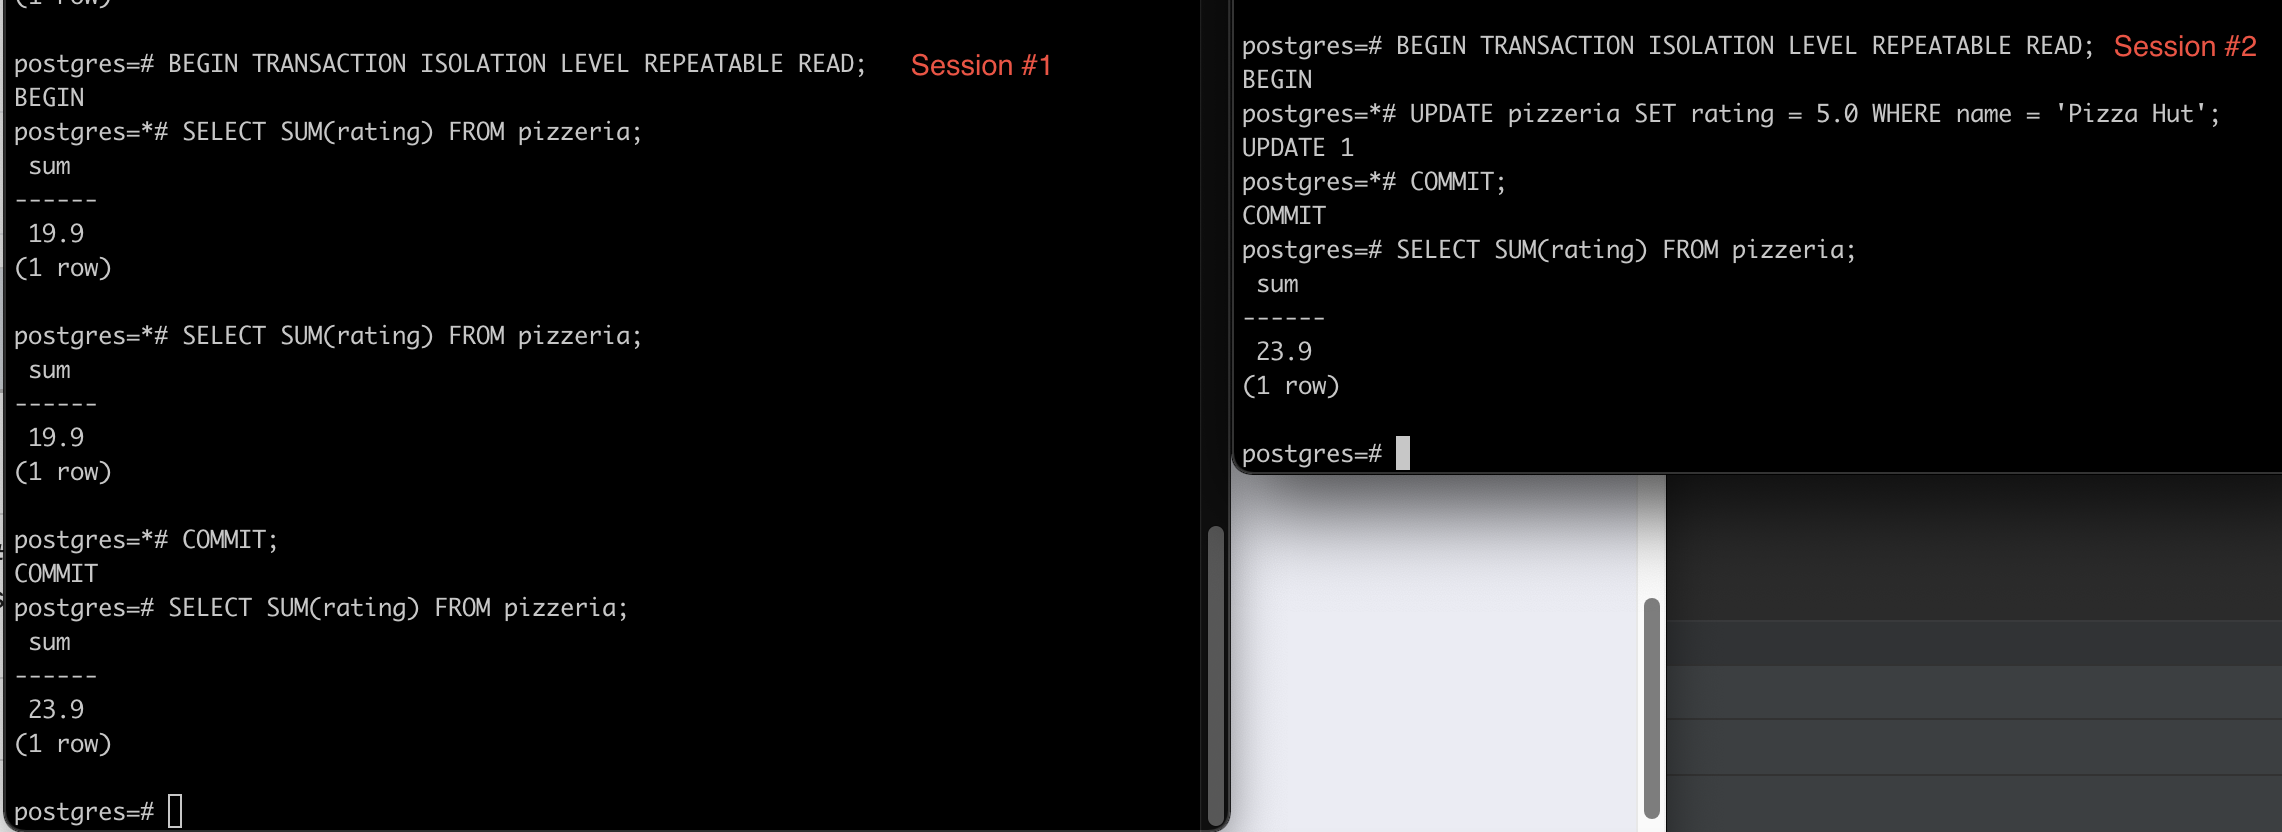 (1 row)
postgres=# BEGIN TRANSACTION ISOLATION LEVEL REPEATABLE READ; Session #1
BEGIN
postgres=*# SELECT SUM(rating) FROM pizzeria;
sum
------
19.9
(1 row)
postgres=*# SELECT SUM(rating) FROM pizzeria;
sum
------
19.9
(1 row)
postgres=*# COMMIT;
COMMIT
postgres=# SELECT SUM(rating) FROM pizzeria;
sum
------
23.9
(1 row)
postgres=#
postgres=# BEGIN TRANSACTION ISOLATION LEVEL REPEATABLE READ; Session #2
BEGIN
postgres=*# UPDATE pizzeria SET rating = 5.0 WHERE name = 'Pizza Hut';
UPDATE 1
postgres=*# COMMIT;
COMMIT
postgres=# SELECT SUM(rating) FROM pizzeria;
sum
------
23.9
(1 row)
postgres=#